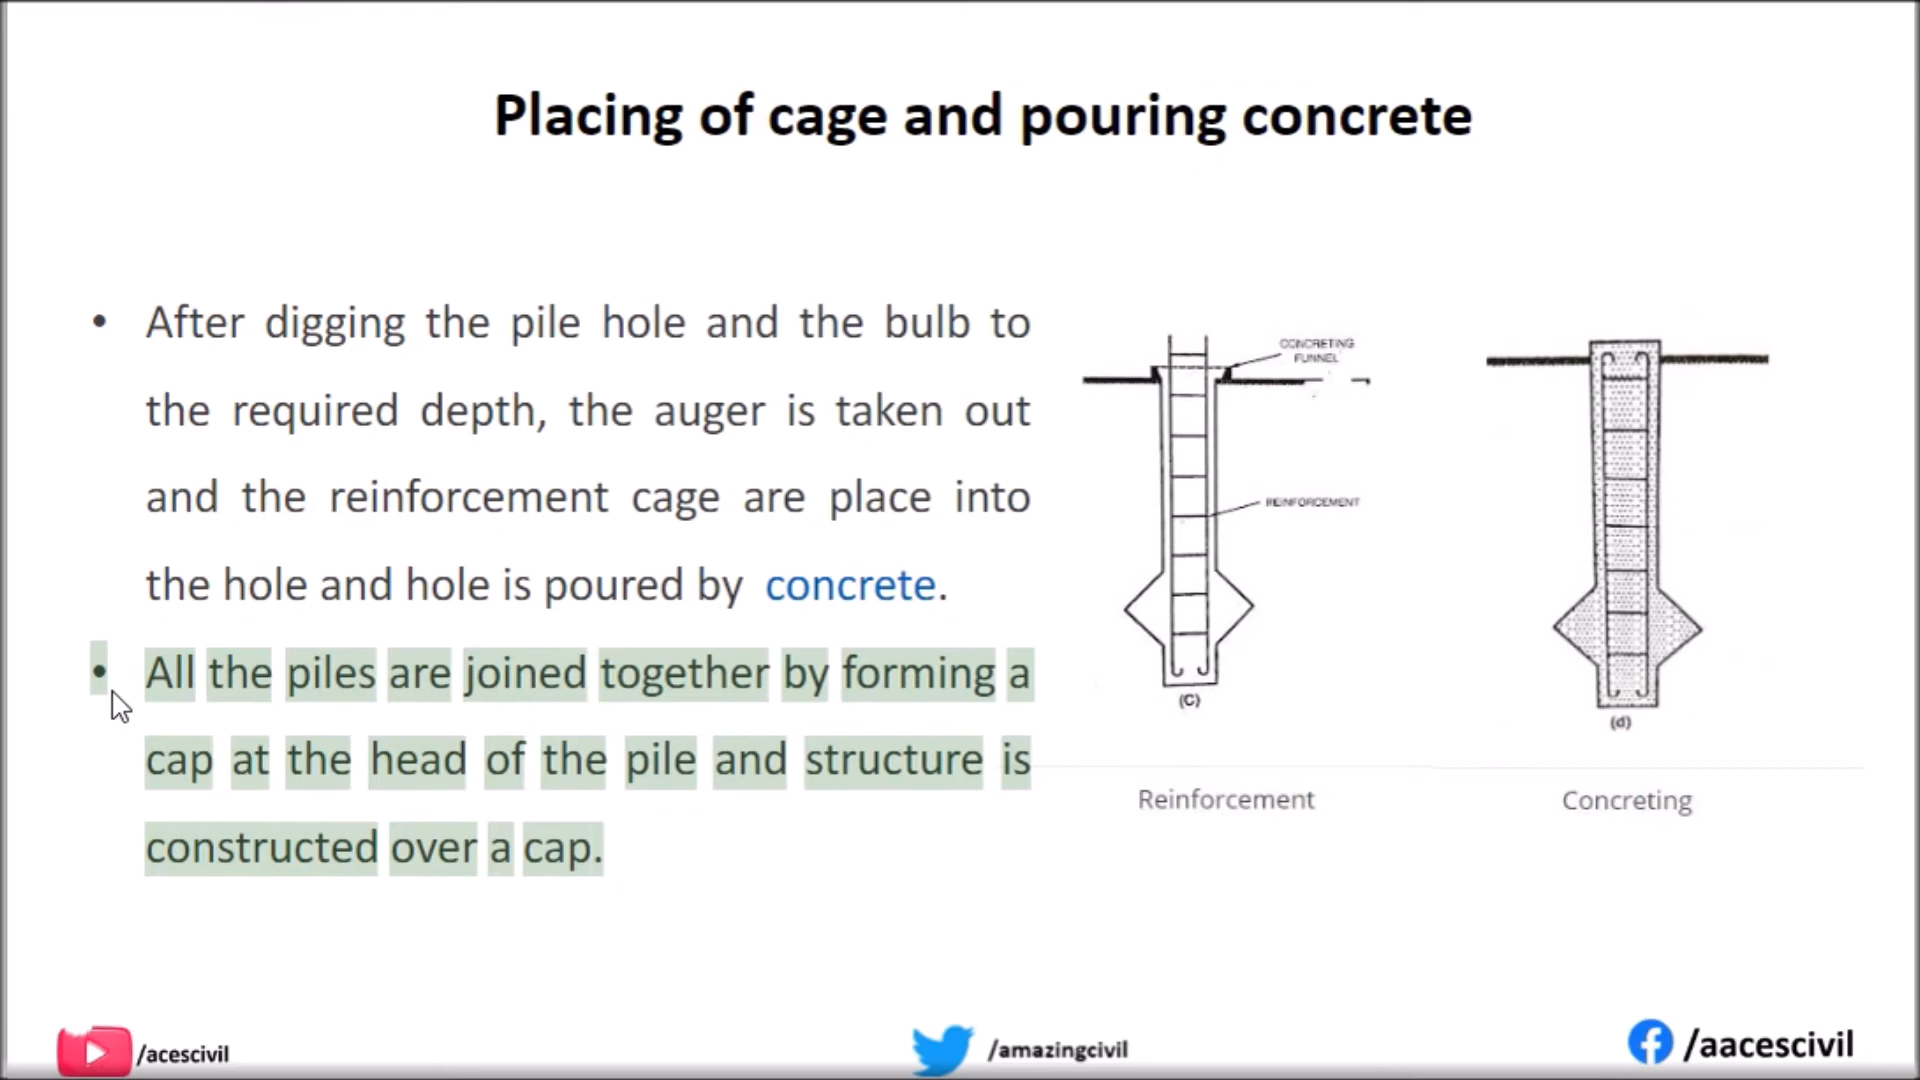 Placing of cage and pouring concrete
• After digging the pile hole and the bulb to
the required depth, the auger is taken out
and the reinforcement cage are place into
the hole and hole is poured by concrete.
• All the piles are joined together by forming a
cap at the head of the pile and structure is
constructed over a cap.
CONCRETING
FUNNEL
REINFORCEMENT
(C)
(d)
Reinforcement
Concreting
/acescivil
/amazingcivil
/aacescivil